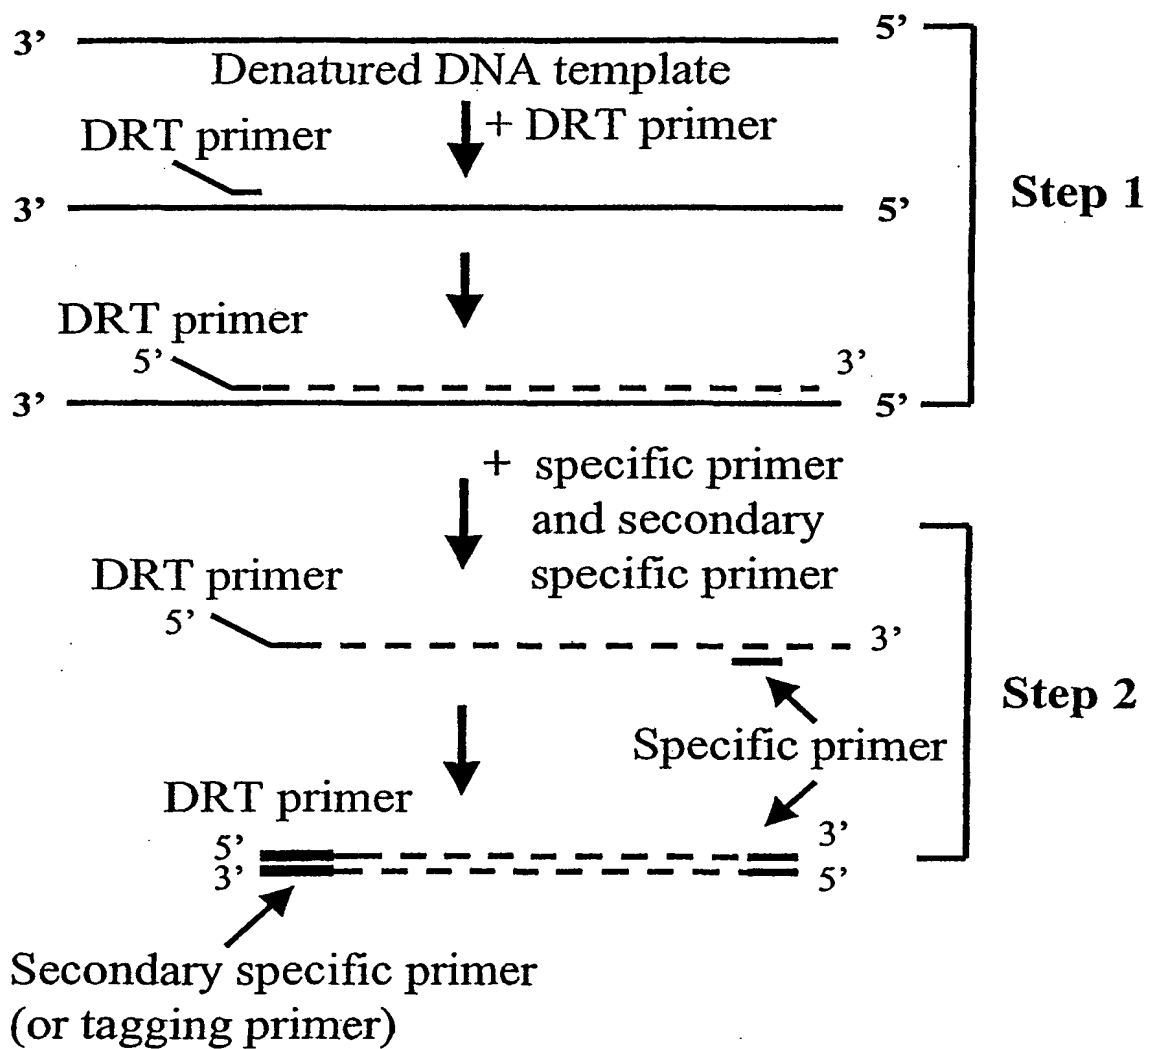 3’ 5’
Denatured DNA template
+ DRT primer
DRT primer
3’ 5’
Step 1
DRT primer
5’ 3’
3’ 5’
+ specific primer
and secondary
specific primer
DRT primer
5’ 3’
Step 2
Specific primer
DRT primer
5’ 3’
3’ 5’
Secondary specific primer
(or tagging primer)